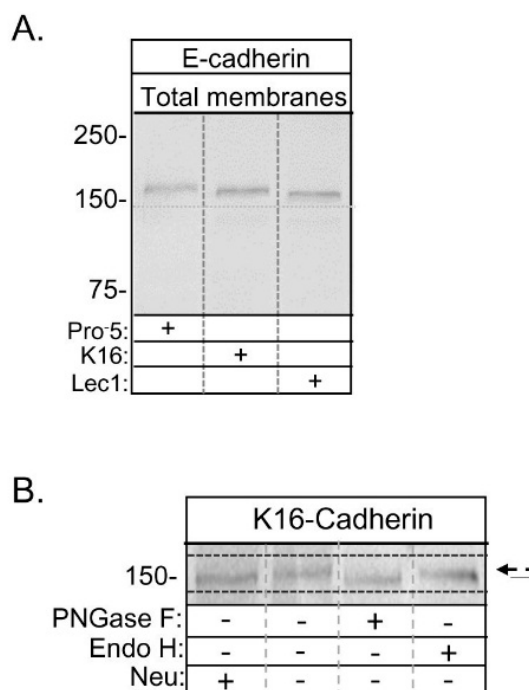 A.
E-cadherin
Total membranes
250-
150-
75-
Pro-5: +
K16: +
Lec1: +
B.
K16-Cadherin
150-
PNGase F: - - + -
Endo H: - - - +
Neu: + - - -